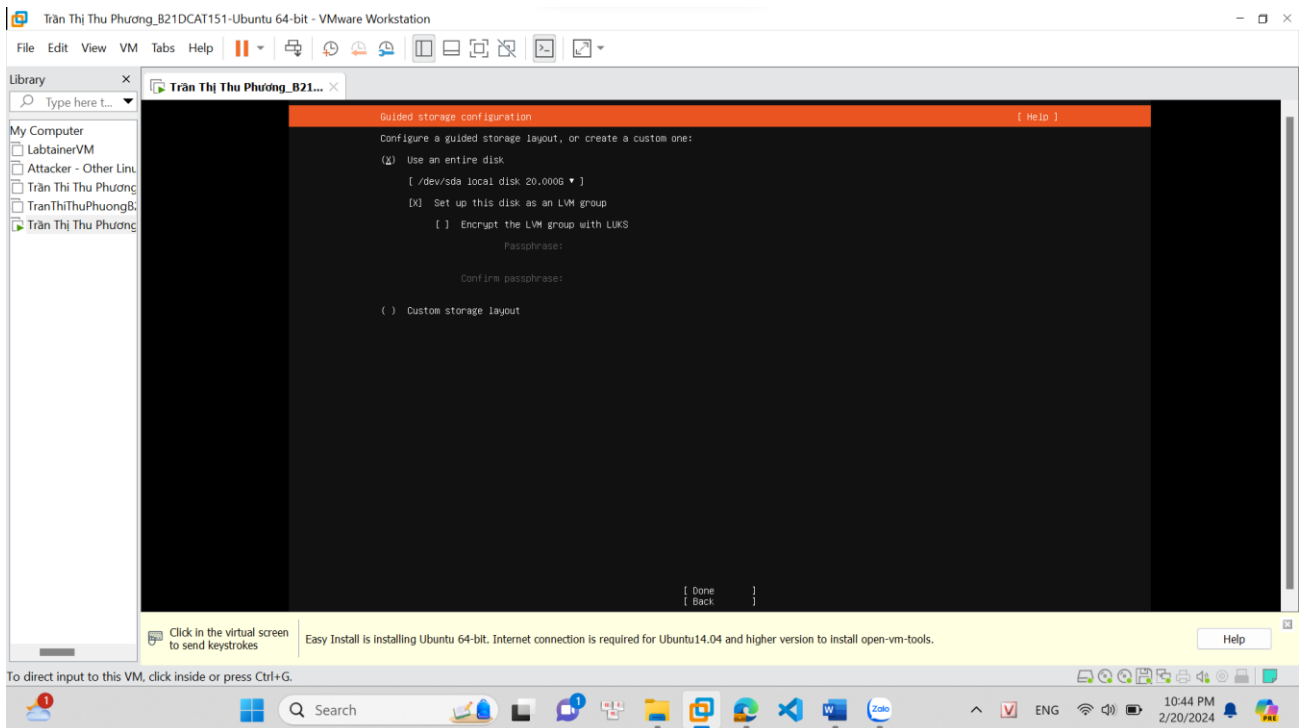 Trần Thị Thu Phương_B21DCAT151-Ubuntu 64-bit - VMware Workstation
File Edit View VM Tabs Help
Library
Trần Thị Thu Phương_B21...
Type here t...
My Computer
LabtainerVM
Attacker - Other Linu
Trần Thi Thu Phương
TranThiThuPhuongB2
Trần Thị Thu Phương
Guided storage configuration [ Help ]
Configure a guided storage layout, or create a custom one:
(X) Use an entire disk
[ /dev/sda local disk 20.000G ▾ ]
[X] Set up this disk as an LVM group
[ ] Encrypt the LVM group with LUKS
Passphrase:
Confirm passphrase:
( ) Custom storage layout
[ Done ]
[ Back ]
Click in the virtual screen
to send keystrokes
Easy Install is installing Ubuntu 64-bit. Internet connection is required for Ubuntu14.04 and higher version to install open-vm-tools.
Help
To direct input to this VM, click inside or press Ctrl+G.
1
Search
1
Zalo
V
ENG
10:44 PM
2/20/2024
PRE